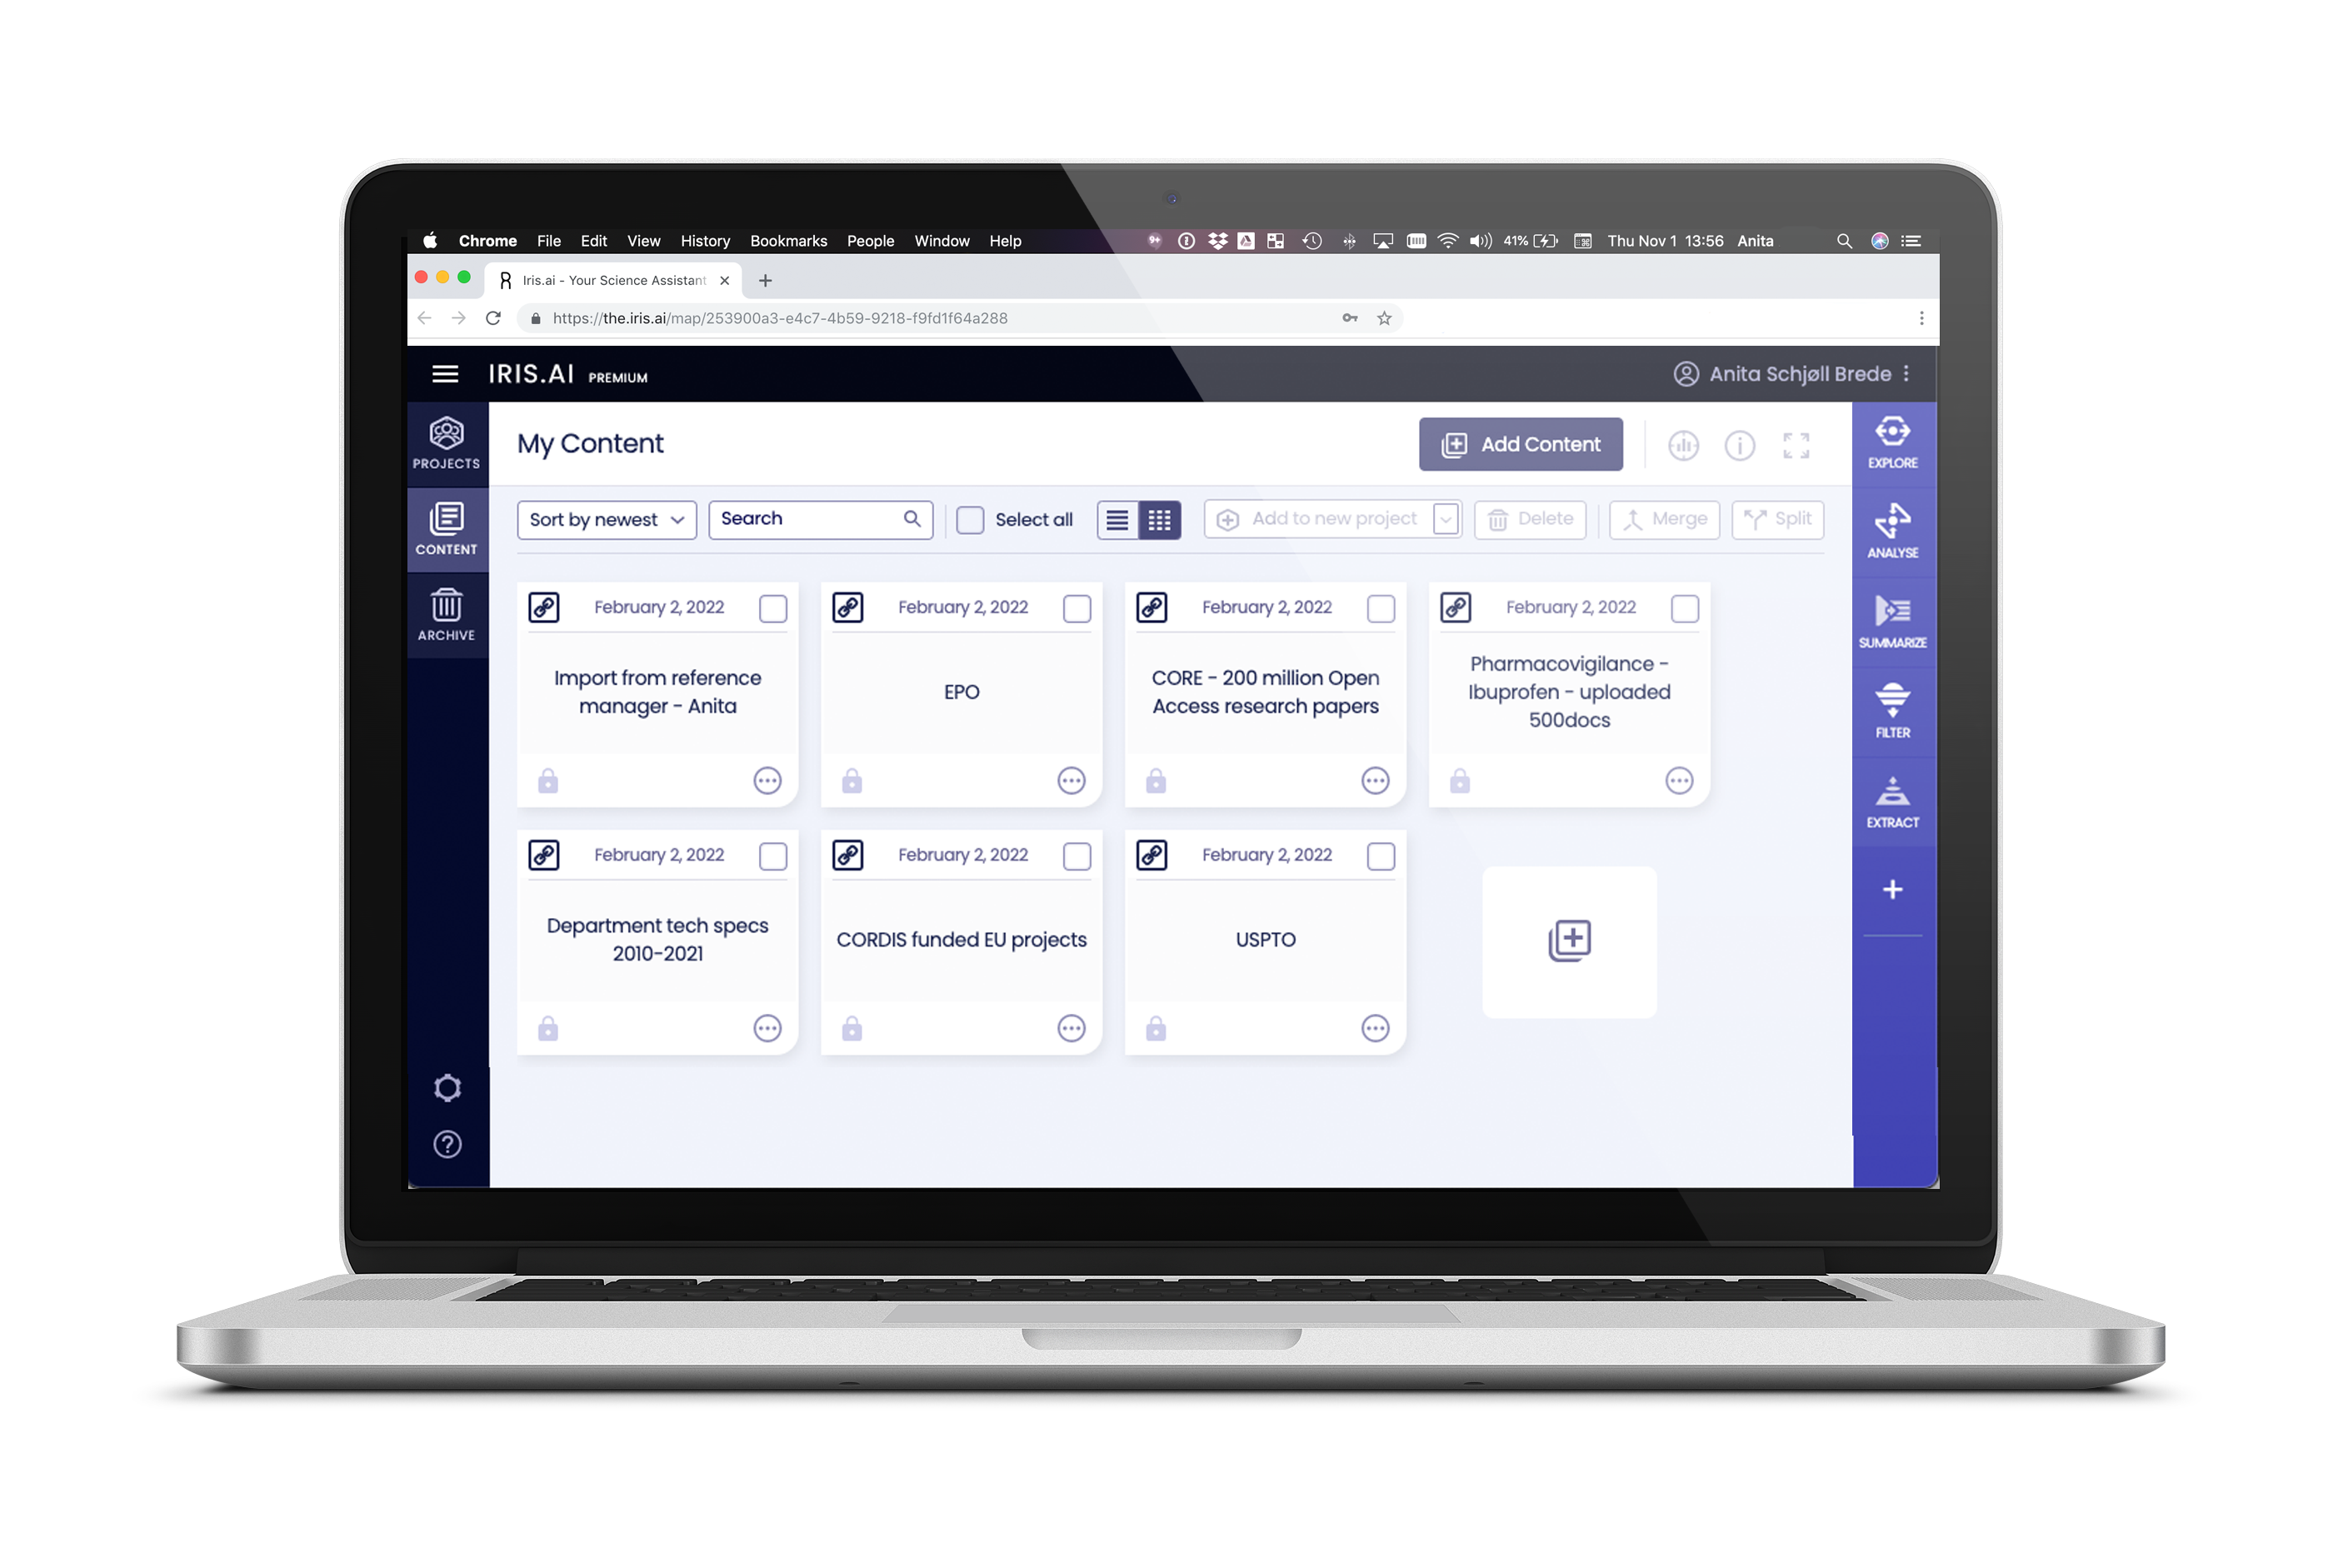 Chrome File Edit View History Bookmarks People Window Help 9+ 41% Thu Nov 1 13:56 Anita
Iris.ai - Your Science Assistant
https://the.iris.ai/map/253900a3-e4c7-4b59-9218-f9fd1f64a288
IRIS.AI PREMIUM Anita Schjøll Brede
PROJECTS
CONTENT
ARCHIVE
My Content Add Content
Sort by newest Search Select all Add to new project Delete Merge Split
February 2, 2022
Import from reference
manager - Anita
February 2, 2022
EPO
February 2, 2022
CORE - 200 million Open
Access research papers
February 2, 2022
Pharmacovigilance -
Ibuprofen - uploaded
500docs
February 2, 2022
Department tech specs
2010-2021
February 2, 2022
CORDIS funded EU projects
February 2, 2022
USPTO
EXPLORE
ANALYSE
SUMMARIZE
FILTER
EXTRACT